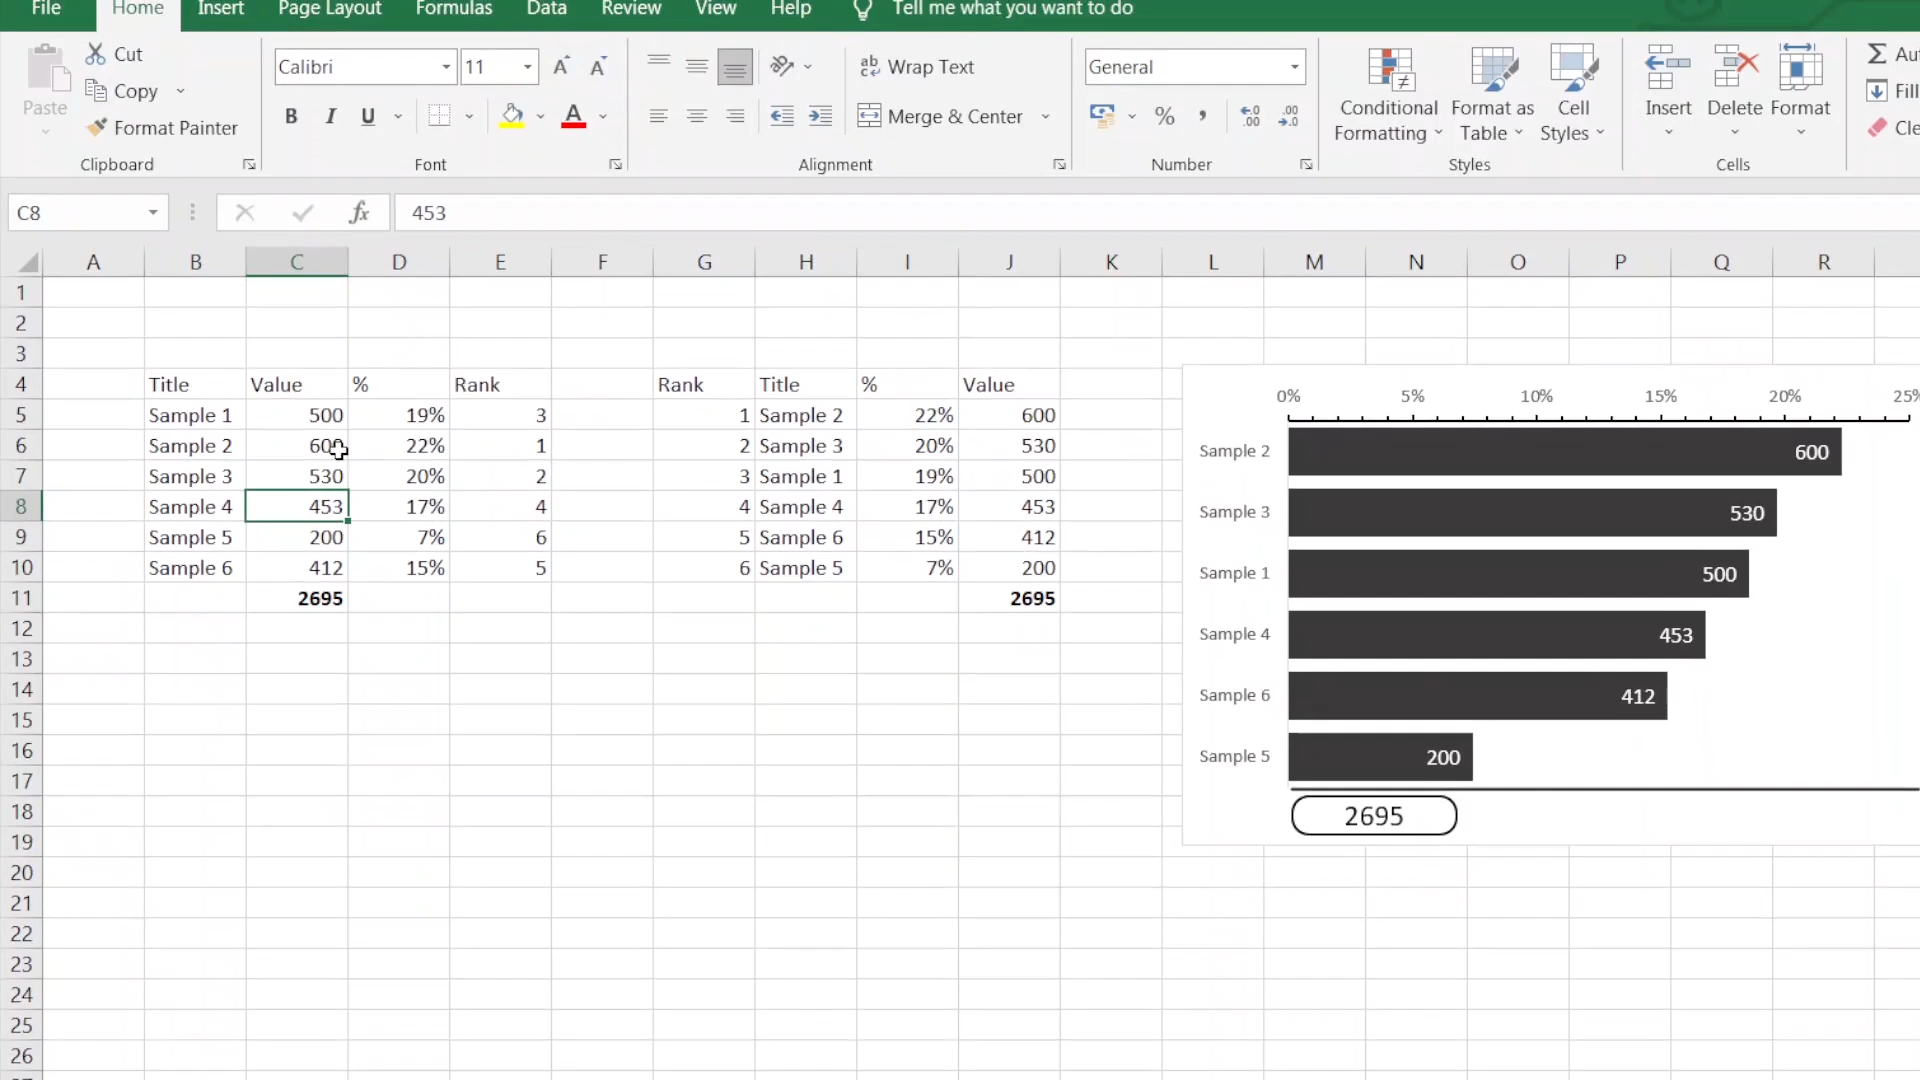 File Home Insert Page Layout Formulas Data Review View Help Tell me what you want to do
Paste
Cut
Copy
Format Painter
Clipboard
Calibri 11
B I U A
Font
ab Wrap Text
Merge & Center
Alignment
General
% , .00
Number
Conditional Formatting
Format as Table
Cell Styles
Styles
Insert Delete Format
Cells
Σ Au
Fill
Cle
C8 fx 453
A B C D E F G H I J K L M N O P Q R
1
2
3
4 Title Value % Rank Rank Title % Value
5 Sample 1 500 19% 3 1 Sample 2 22% 600
6 Sample 2 600 22% 1 2 Sample 3 20% 530
7 Sample 3 530 20% 2 3 Sample 1 19% 500
8 Sample 4 453 17% 4 4 Sample 4 17% 453
9 Sample 5 200 7% 6 5 Sample 6 15% 412
10 Sample 6 412 15% 5 6 Sample 5 7% 200
11 2695 2695
12
13
14
15
16
17
18
19
20
21
22
23
24
25
26
0% 5% 10% 15% 20% 25%
Sample 2 600
Sample 3 530
Sample 1 500
Sample 4 453
Sample 6 412
Sample 5 200
2695